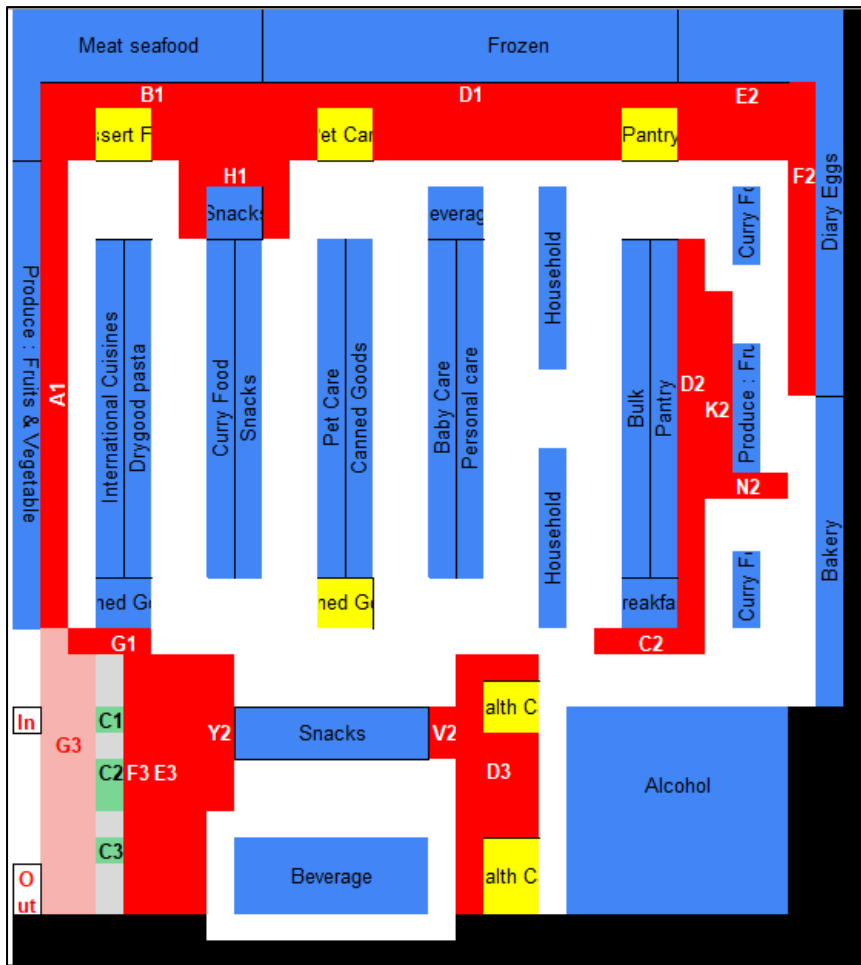 Meat seafood
Frozen
B1
D1
E2
ssert F
Pet Car
Pantry
F2
Diary Eggs
H1
Snacks
everag
Household
Curry Fo
Produce : Fruits & Vegetable
A1
International Cuisines
Drygood pasta
Curry Food
Snacks
Pet Care
Canned Goods
Baby Care
Personal care
Bulk
Pantry
D2
K2
Produce : Fru
N2
Household
Bakery
Curry Fo
ned Go
ned Go
reakfa
G1
C2
In
G3
C1
C2
C3
F3
E3
Y2
Snacks
V2
alth C
D3
Alcohol
O
ut
Beverage
alth C